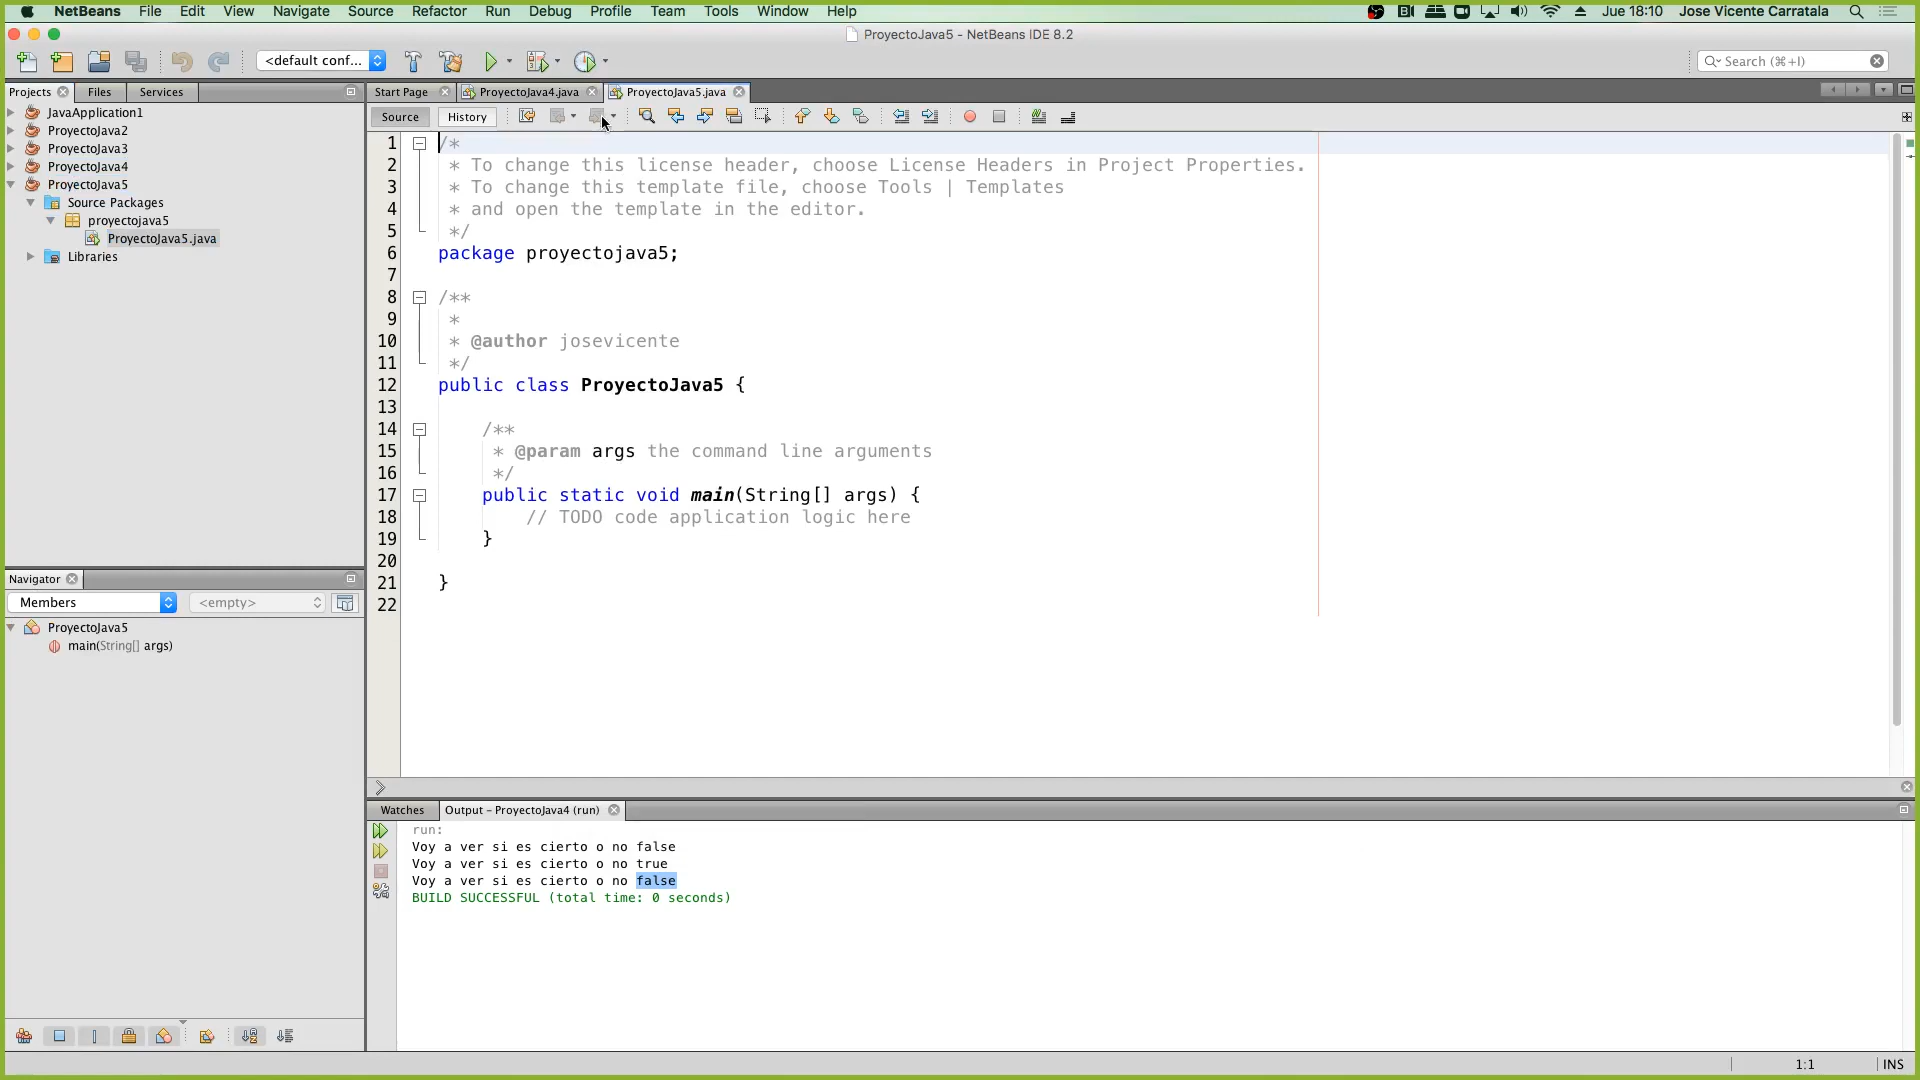 NetBeans File Edit View Navigate Source Refactor Run Debug Profile Team Tools Window Help Jue 18:10 Jose Vicente Carratala
ProyectoJava5 - NetBeans IDE 8.2
<default conf... Search (⌘+I)
Projects Files Services
JavaApplication1
ProyectoJava2
ProyectoJava3
ProyectoJava4
ProyectoJava5
Source Packages
proyectojava5
ProyectoJava5.java
Libraries
Navigator
Members <empty>
ProyectoJava5
main(String[] args)
Start Page ProyectoJava4.java ProyectoJava5.java
Source History
1 /*
2 * To change this license header, choose License Headers in Project Properties.
3 * To change this template file, choose Tools | Templates
4 * and open the template in the editor.
5 */
6 package proyectojava5;
7
8 /**
9 *
10 * @author josevicente
11 */
12 public class ProyectoJava5 {
13
14 /**
15 * @param args the command line arguments
16 */
17 public static void main(String[] args) {
18 // TODO code application logic here
19 }
20
21 }
22
Watches Output - ProyectoJava4 (run)
run:
Voy a ver si es cierto o no false
Voy a ver si es cierto o no true
Voy a ver si es cierto o no false
BUILD SUCCESSFUL (total time: 0 seconds)
1:1 INS